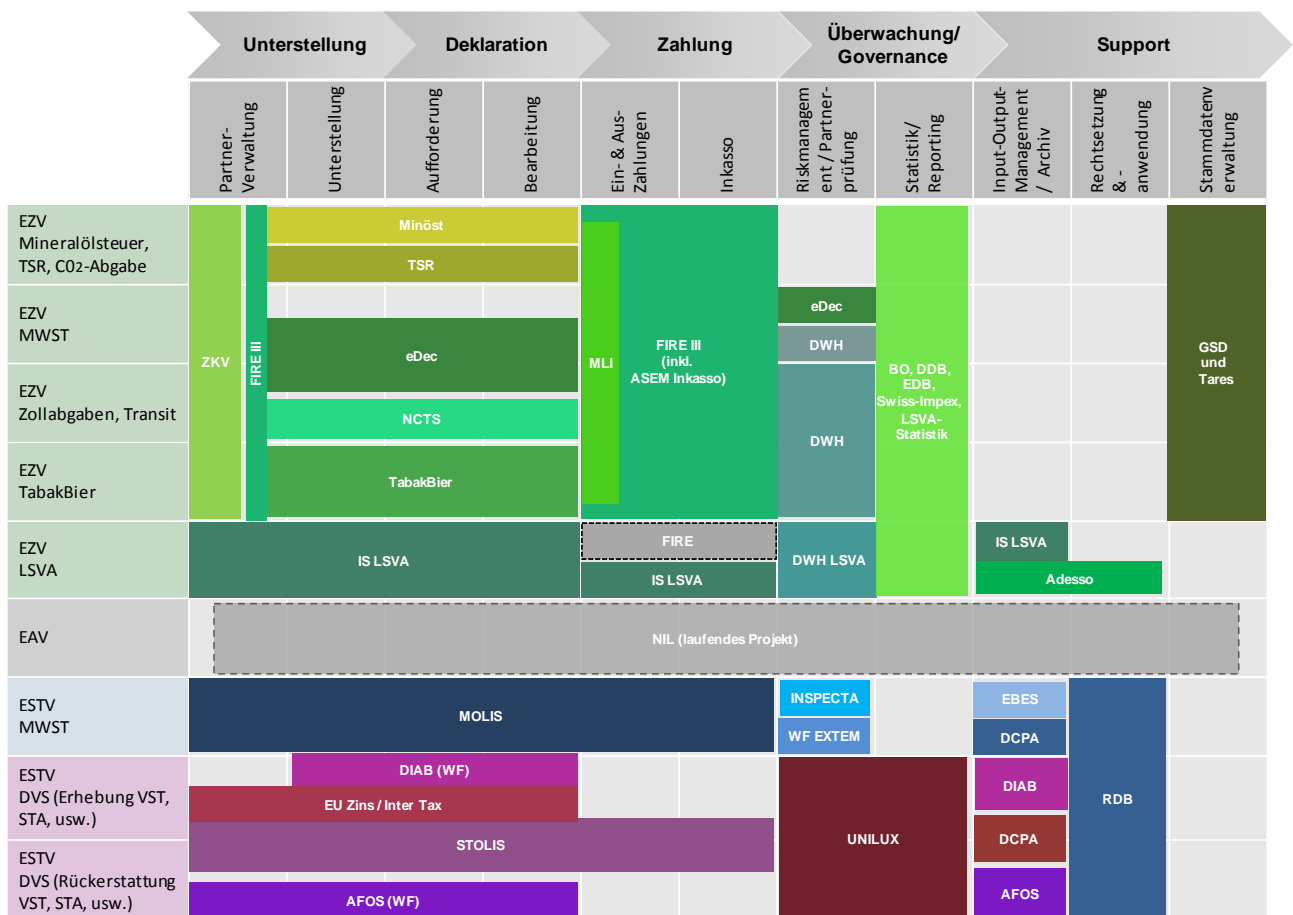 Unterstellung
Deklaration
Zahlung
Überwachung/
Governance
Support
Partner-
Verwaltung
Unterstellung
Aufforderung
Bearbeitung
Ein- & Aus-
Zahlungen
Inkasso
Riskmanagem
ent / Partner-
prüfung
Statistik/
Reporting
Input-Output-
Management
/ Archiv
Rechtsetzung
& -
anwendung
Stammdatenv
erwaltung
EZV
Mineralölsteuer,
TSR, C02-Abgabe
EZV
MWST
EZV
Zollabgaben, Transit
EZV
TabakBier
EZV
LSVA
EAV
ESTV
MWST
ESTV
DVS (Erhebung VST,
STA, usw.)
ESTV
DVS (Rückerstattung
VST, STA, usw.)
ZKV
FIRE III
Minöst
TSR
eDec
NCTS
TabakBier
MLI
FIRE III
(inkl.
ASEM Inkasso)
eDec
DWH
DWH
BO, DDB,
EDB,
Swiss-Impex,
LSVA-
Statistik
GSD
und
Tares
IS LSVA
FIRE
IS LSVA
DWH LSVA
IS LSVA
Adesso
NIL (laufendes Projekt)
MOLIS
INSPECTA
WF EXTEM
EBES
DCPA
RDB
DIAB (WF)
EU Zins / Inter Tax
STOLIS
AFOS (WF)
UNILUX
DIAB
DCPA
AFOS